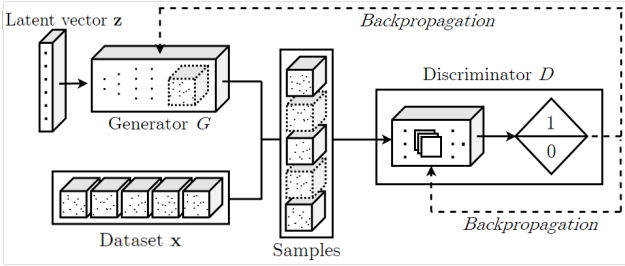 Latent vector z
Backpropagation
Generator G
Discriminator D
1
0
Dataset x
Samples
Backpropagation